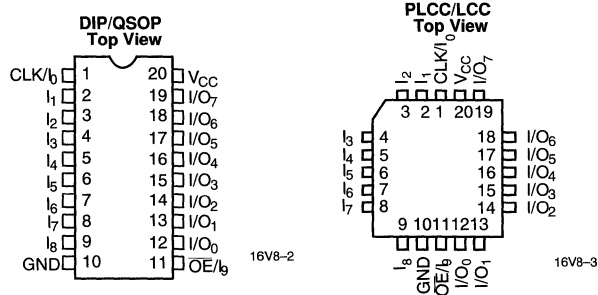 DIP/QSOP
Top View
CLK/I0 1 20 VCC
I1 2 19 I/O7
I2 3 18 I/O6
I3 4 17 I/O5
I4 5 16 I/O4
I5 6 15 I/O3
I6 7 14 I/O2
I7 8 13 I/O1
I8 9 12 I/O0
GND 10 11 O̅E̅/I9
16V8–2
PLCC/LCC
Top View
I2 I1 CLK/I0 VCC I/O7
3 2 1 20 19
I3 4 18 I/O6
I4 5 17 I/O5
I5 6 16 I/O4
I6 7 15 I/O3
I7 8 14 I/O2
9 10 11 12 13
I8 GND O̅E̅/I9 I/O0 I/O1
16V8–3